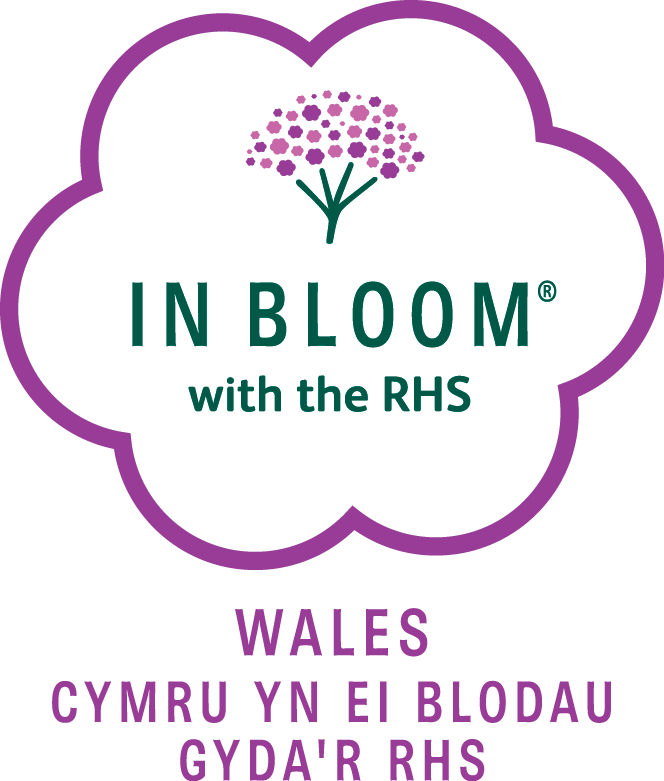 IN BLOOM®
with the RHS
WALES
CYMRU YN EI BLODAU
GYDA'R RHS